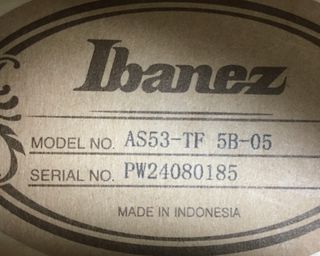 Ibanez
MODEL NO. AS53-TF 5B-05
SERIAL NO. PW24080185
MADE IN INDONESIA